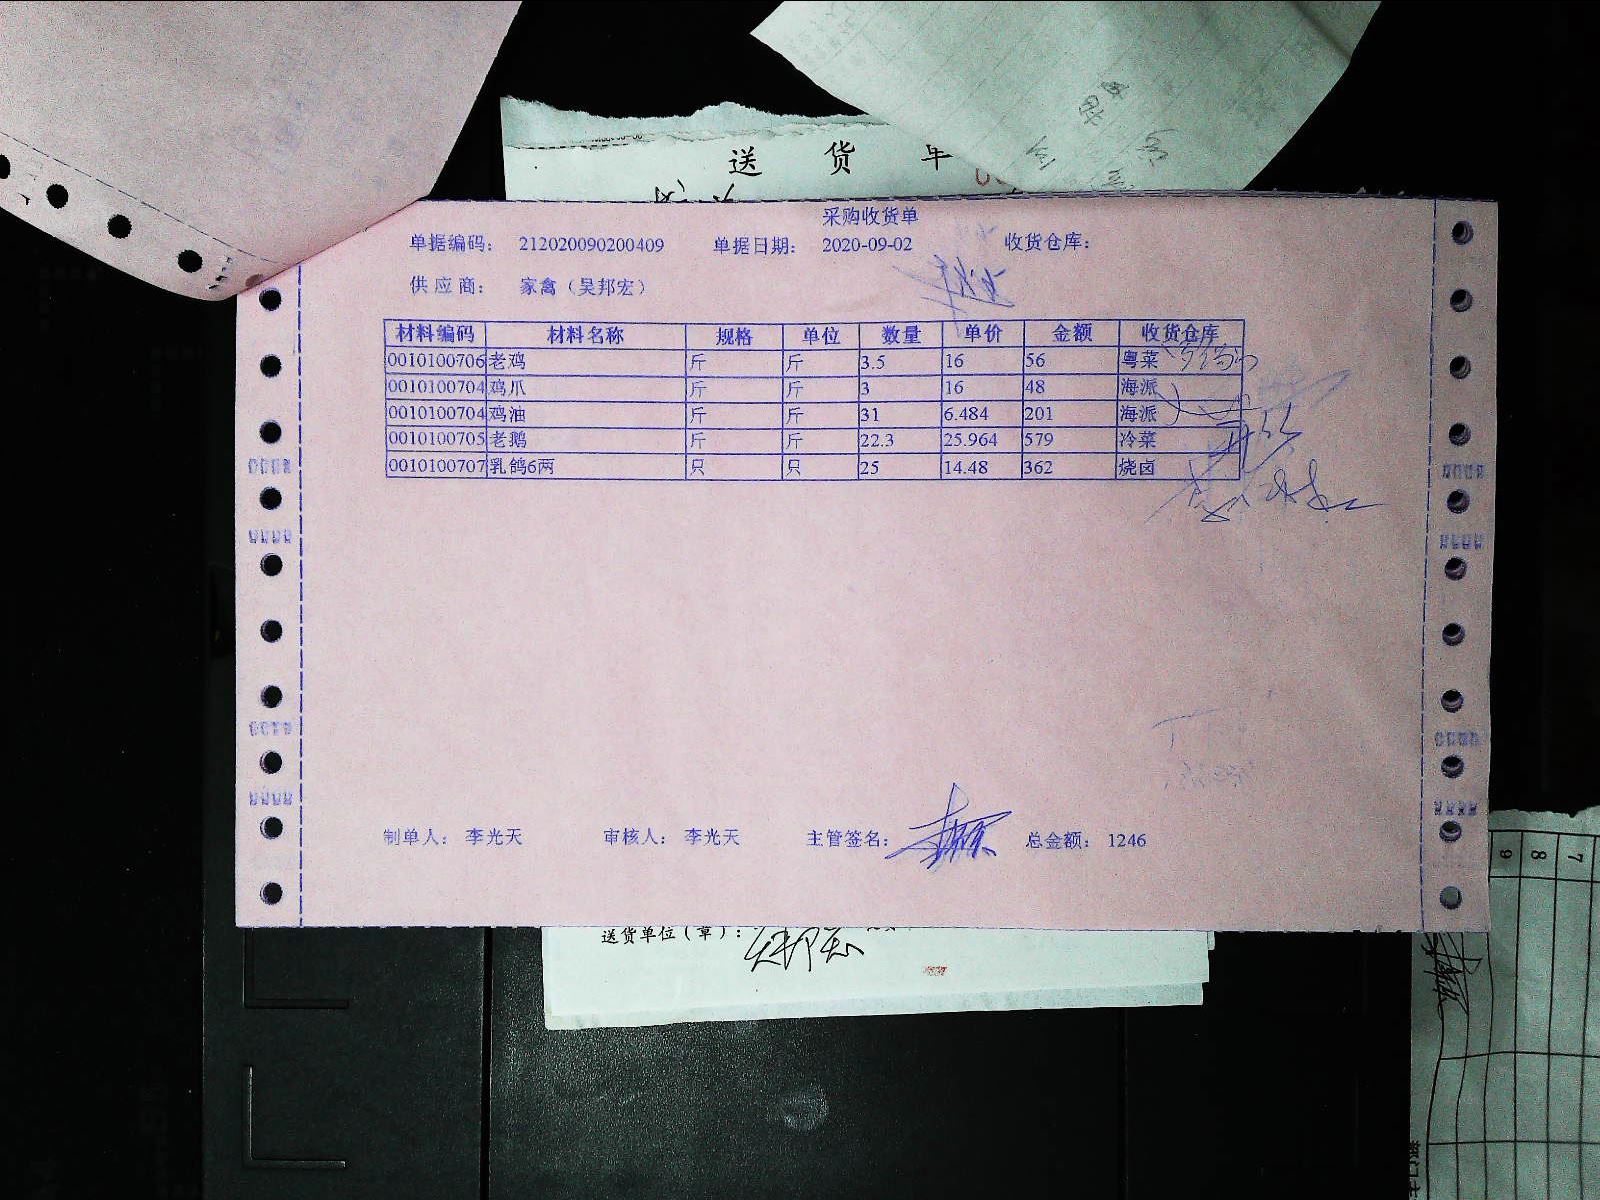 送 货 单
采购收货单
单据编码： 212020090200409 单据日期： 2020-09-02 收货仓库：
供 应 商： 家禽（吴邦宏）
材料编码 材料名称 规格 单位 数量 单价 金额 收货仓库
0010100706 老鸡 斤 斤 3.5 16 56 粤菜
0010100704 鸡爪 斤 斤 3 16 48 海派
0010100704 鸡油 斤 斤 31 6.484 201 海派
0010100705 老鹅 斤 斤 22.3 25.964 579 冷菜
0010100707 乳鸽6两 只 只 25 14.48 362 烧卤
制单人： 李光天 审核人： 李光天 主管签名： 总金额： 1246
送货单位（章）：
7
8
9